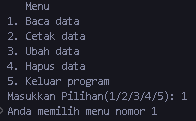 Menu
1. Baca data
2. Cetak data
3. Ubah data
4. Hapus data
5. Keluar program
Masukkan Pilihan(1/2/3/4/5): 1
Anda memilih menu nomor 1